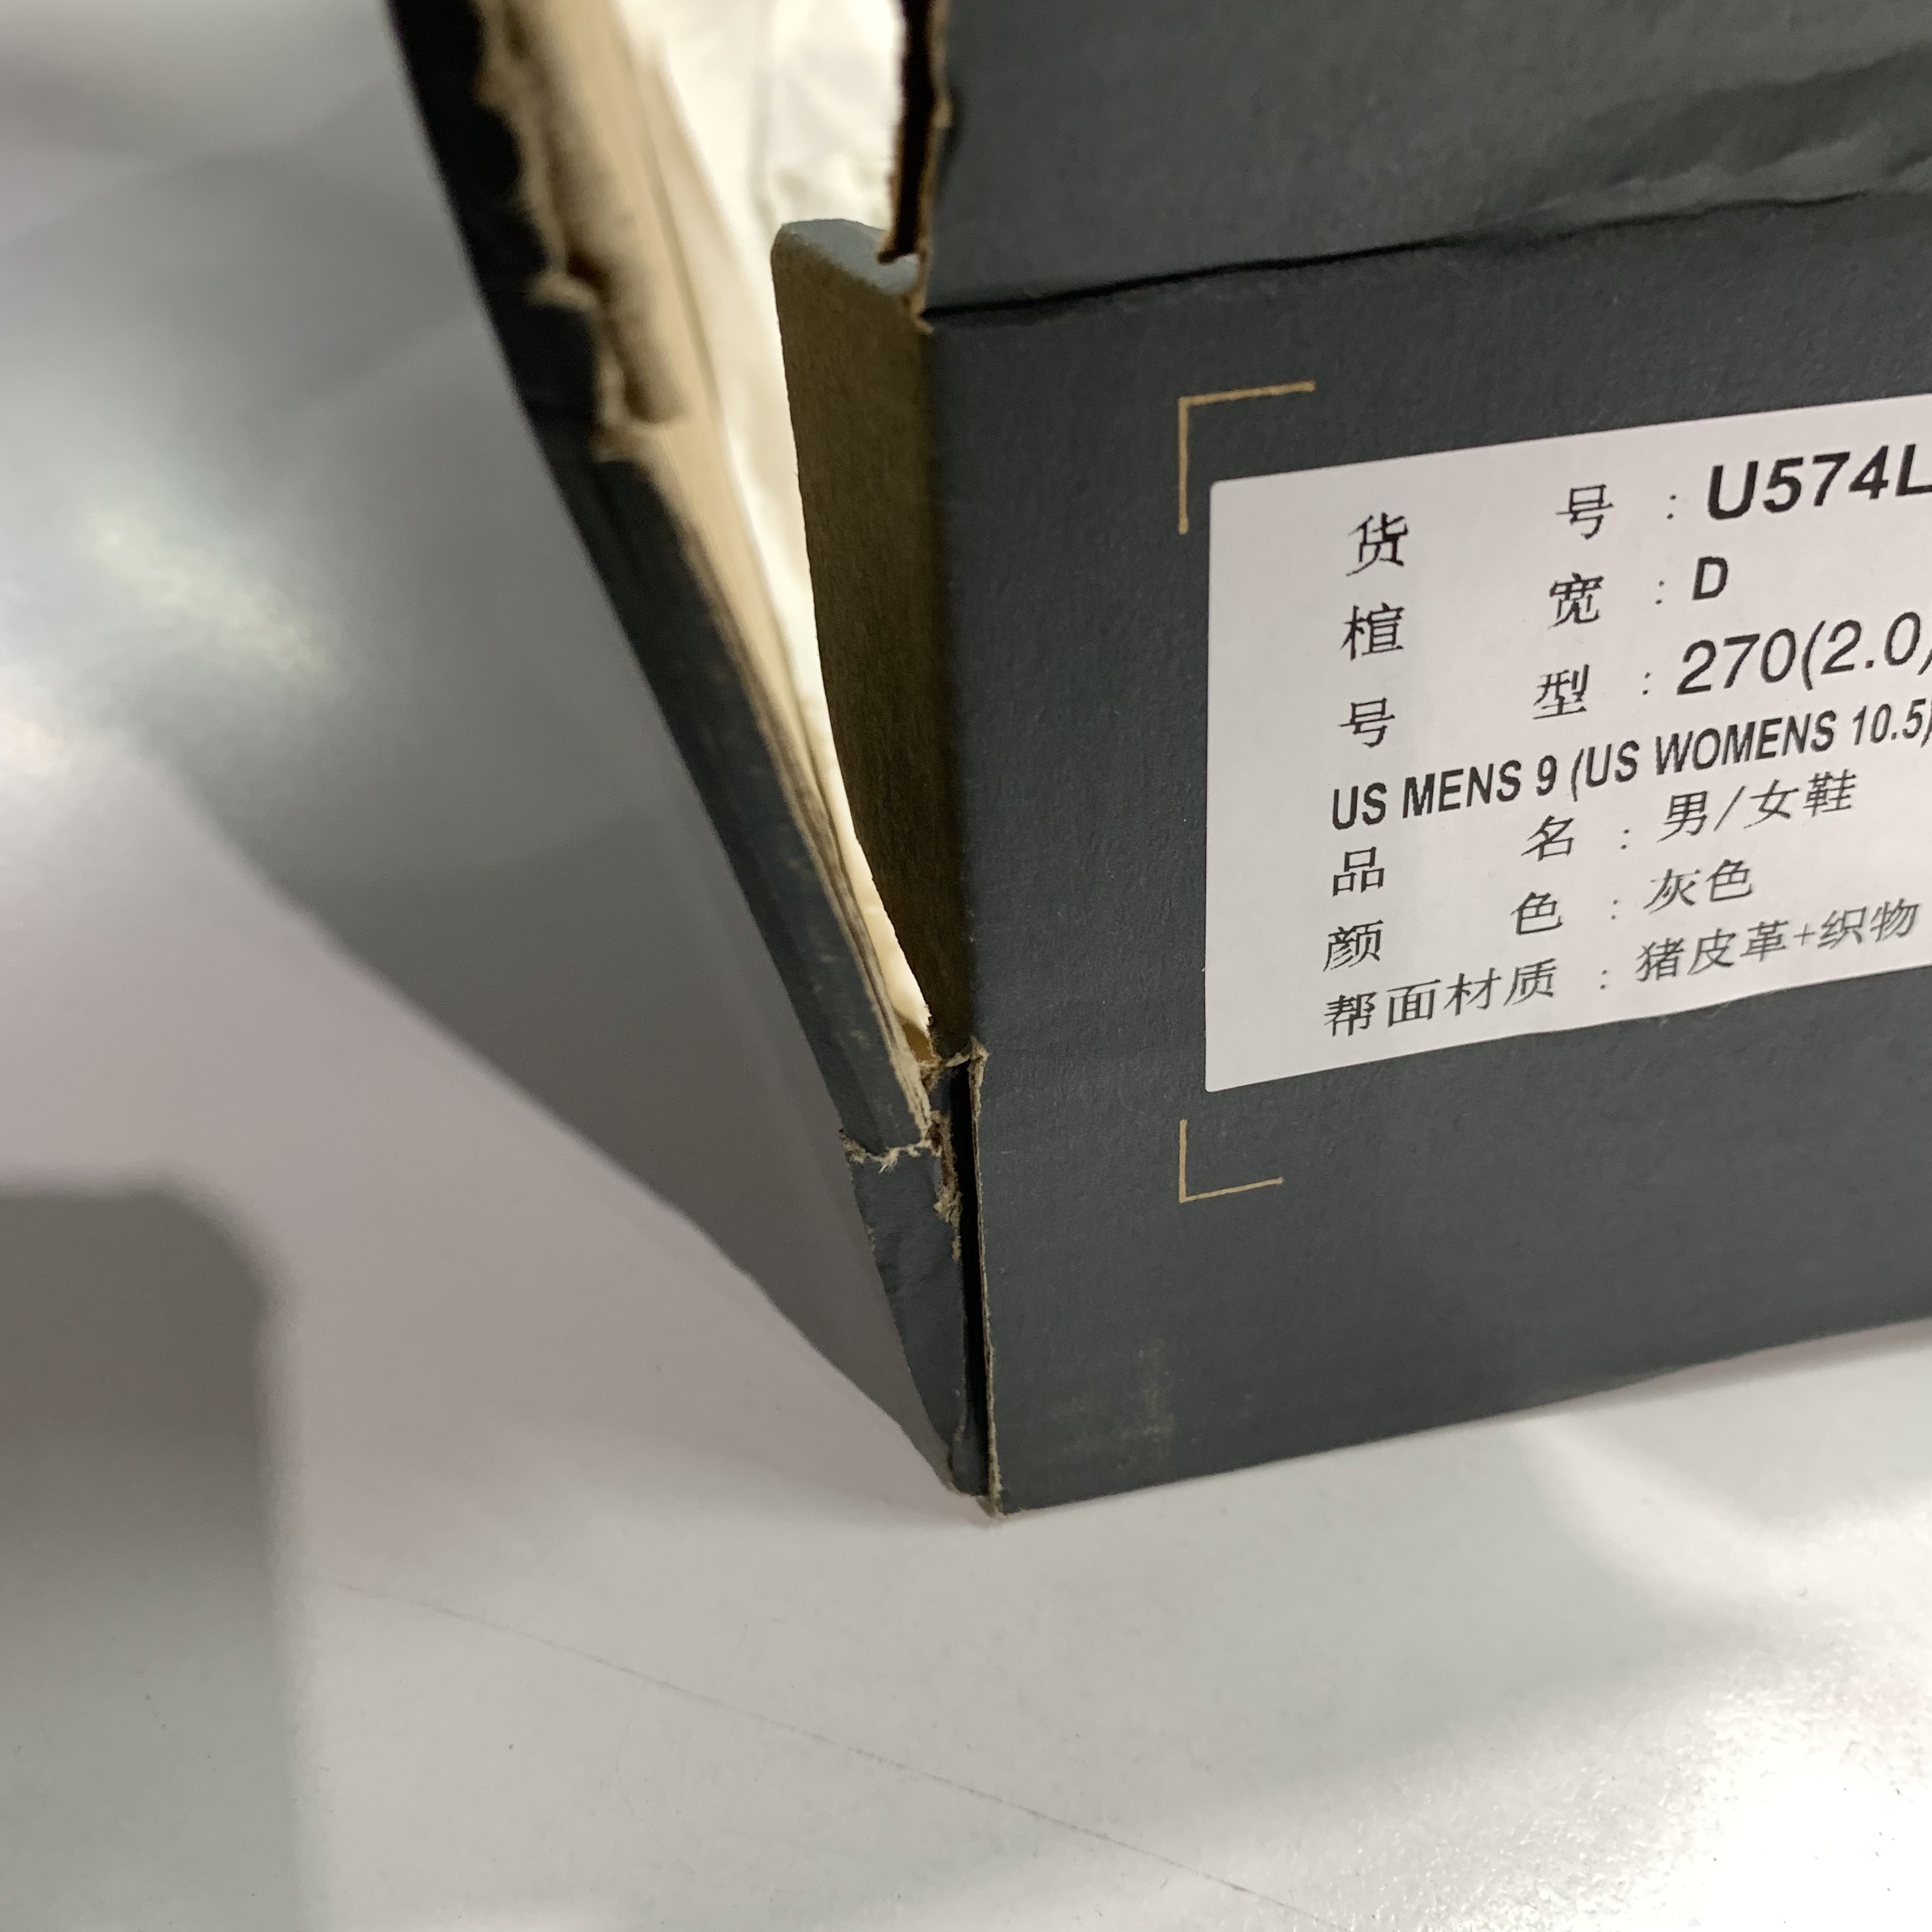 货 号 : U574L
楦 宽 : D
号 型 : 270(2.0)
US MENS 9 (US WOMENS 10.5)
品 名 : 男/女鞋
颜 色 : 灰色
帮面材质 : 猪皮革+织物